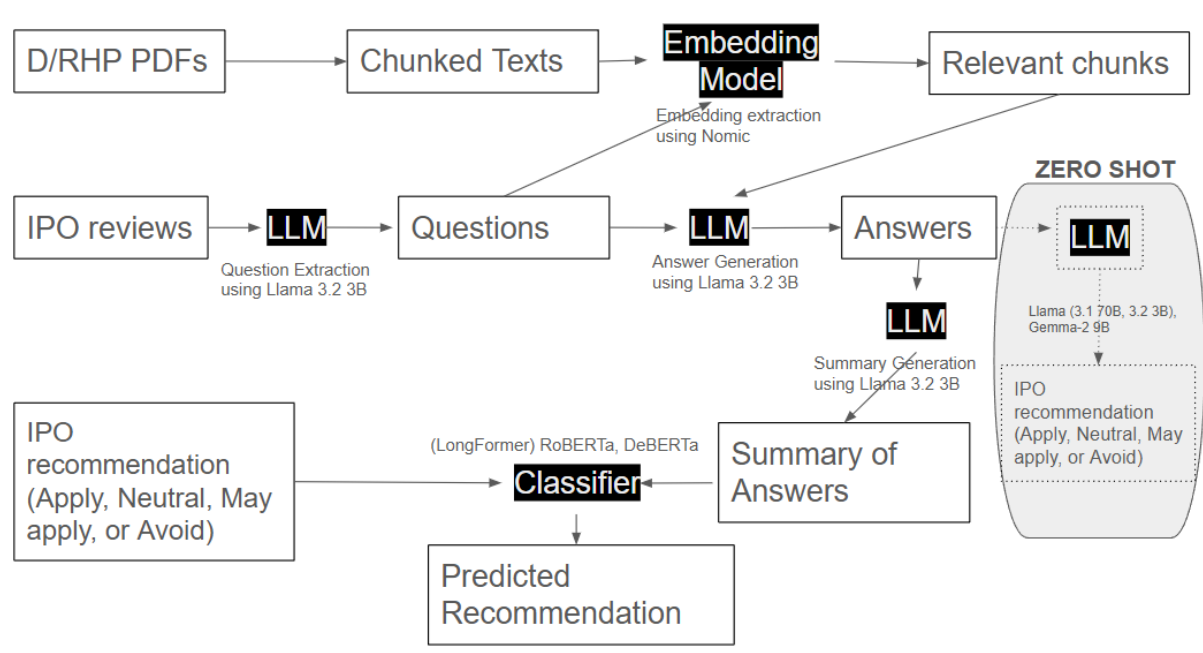 D/RHP PDFs
Chunked Texts
Embedding
Model
Relevant chunks
Embedding extraction
using Nomic
ZERO SHOT
IPO reviews
LLM
Questions
LLM
Answers
LLM
Question Extraction
using Llama 3.2 3B
Answer Generation
using Llama 3.2 3B
LLM
Llama (3.1 70B, 3.2 3B),
Gemma-2 9B
Summary Generation
using Llama 3.2 3B
IPO
recommendation
(Apply, Neutral, May
apply, or Avoid)
IPO
recommendation
(Apply, Neutral, May
apply, or Avoid)
(LongFormer) RoBERTa, DeBERTa
Classifier
Summary of
Answers
Predicted
Recommendation